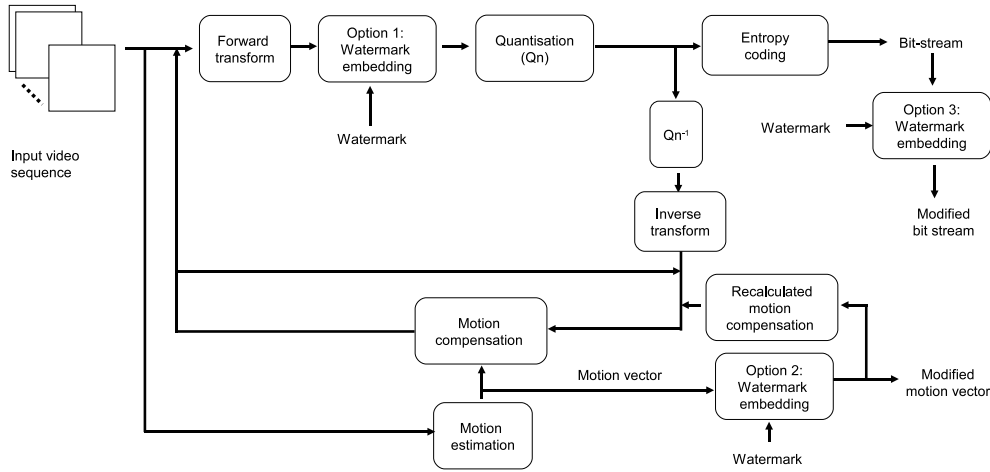 Input video
sequence
Forward
transform
Option 1:
Watermark
embedding
Watermark
Quantisation
(Qn)
Entropy
coding
Bit-stream
Qn⁻¹
Watermark
Option 3:
Watermark
embedding
Modified
bit stream
Inverse
transform
Recalculated
motion
compensation
Motion
compensation
Motion vector
Option 2:
Watermark
embedding
Modified
motion vector
Motion
estimation
Watermark